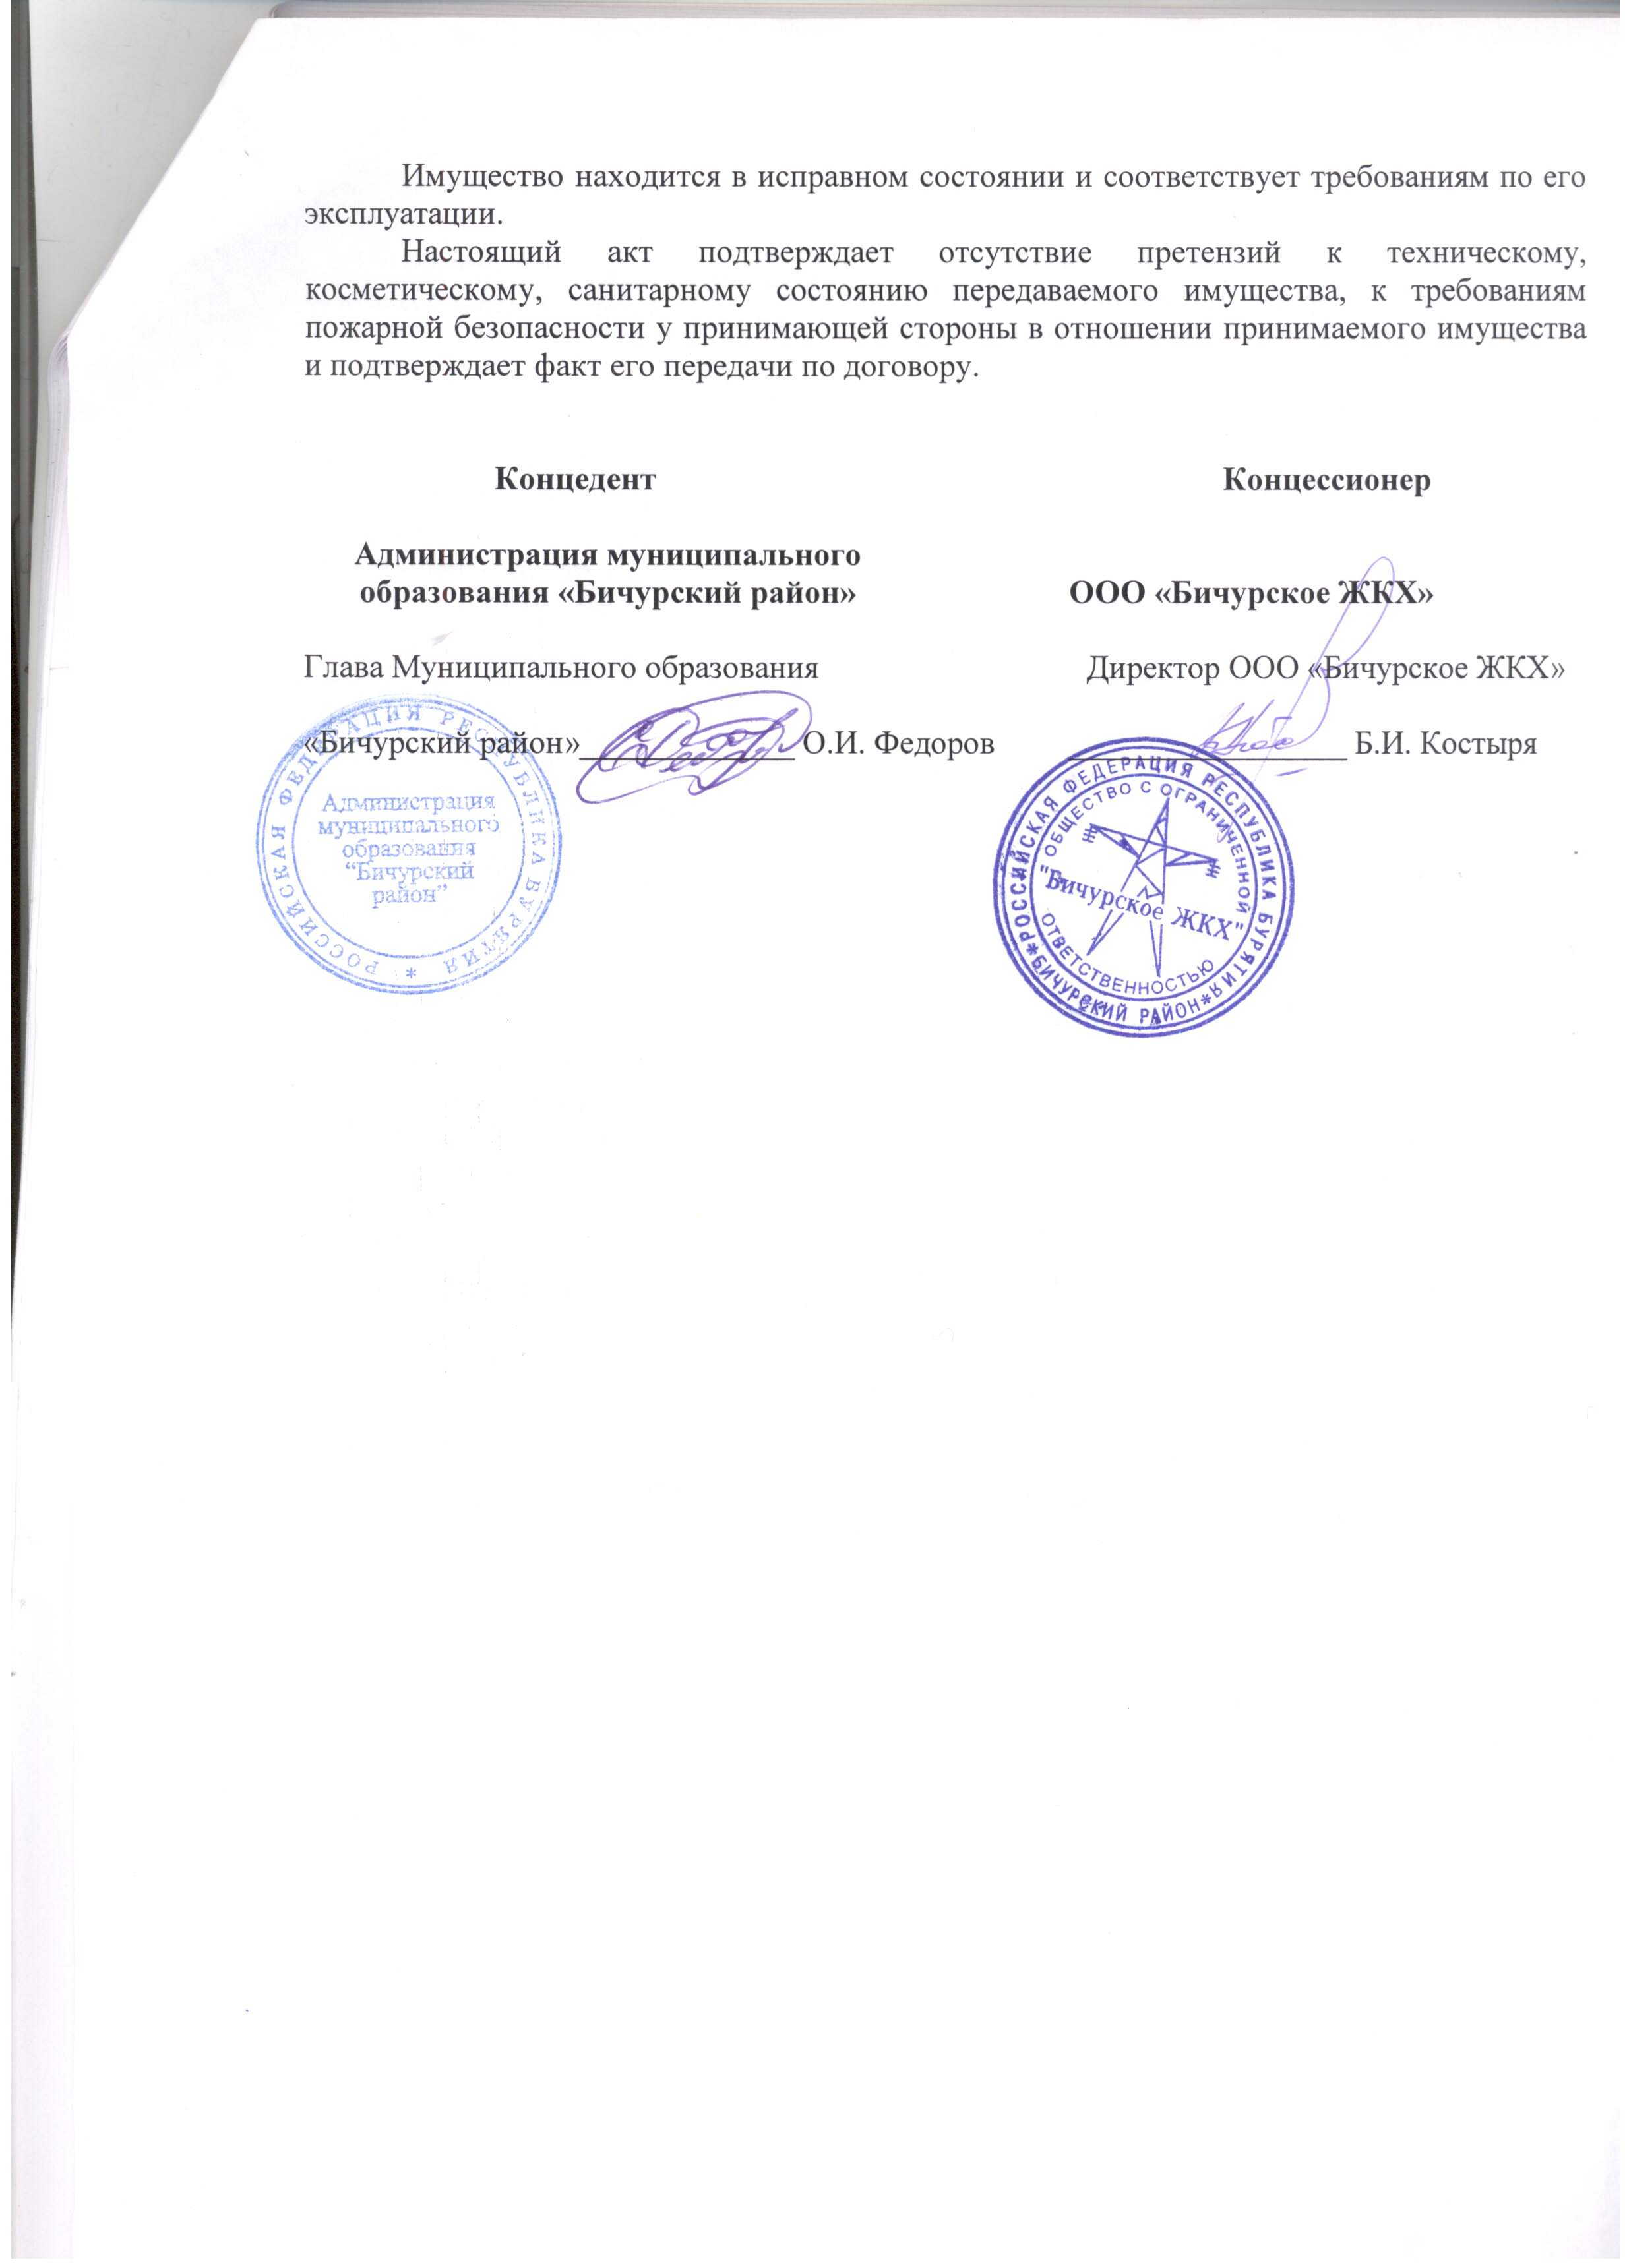 Имущество находится в исправном состоянии и соответствует требованиям по его
эксплуатации.
Настоящий акт подтверждает отсутствие претензий к техническому,
косметическому, санитарному состоянию передаваемого имущества, к требованиям
пожарной безопасности у принимающей стороны в отношении принимаемого имущества
и подтверждает факт его передачи по договору.
Концедент
Концессионер
Администрация муниципального
образования «Бичурский район»
ООО «Бичурское ЖКХ»
Глава Муниципального образования
Директор ООО «Бичурское ЖКХ»
«Бичурский район»_____________О.И. Федоров
________________ Б.И. Костыря
РОССИЙСКАЯ ФЕДЕРАЦИЯ РЕСПУБЛИКА БУРЯТИЯ *
Администрация
муниципального
образования
“Бичурский
район”
*РОССИЙСКАЯ ФЕДЕРАЦИЯ РЕСПУБЛИКА БУРЯТИЯ*
БИЧУРСКИЙ РАЙОН
ОБЩЕСТВО С ОГРАНИЧЕННОЙ
ОТВЕТСТВЕННОСТЬЮ
"Бичурское ЖКХ"